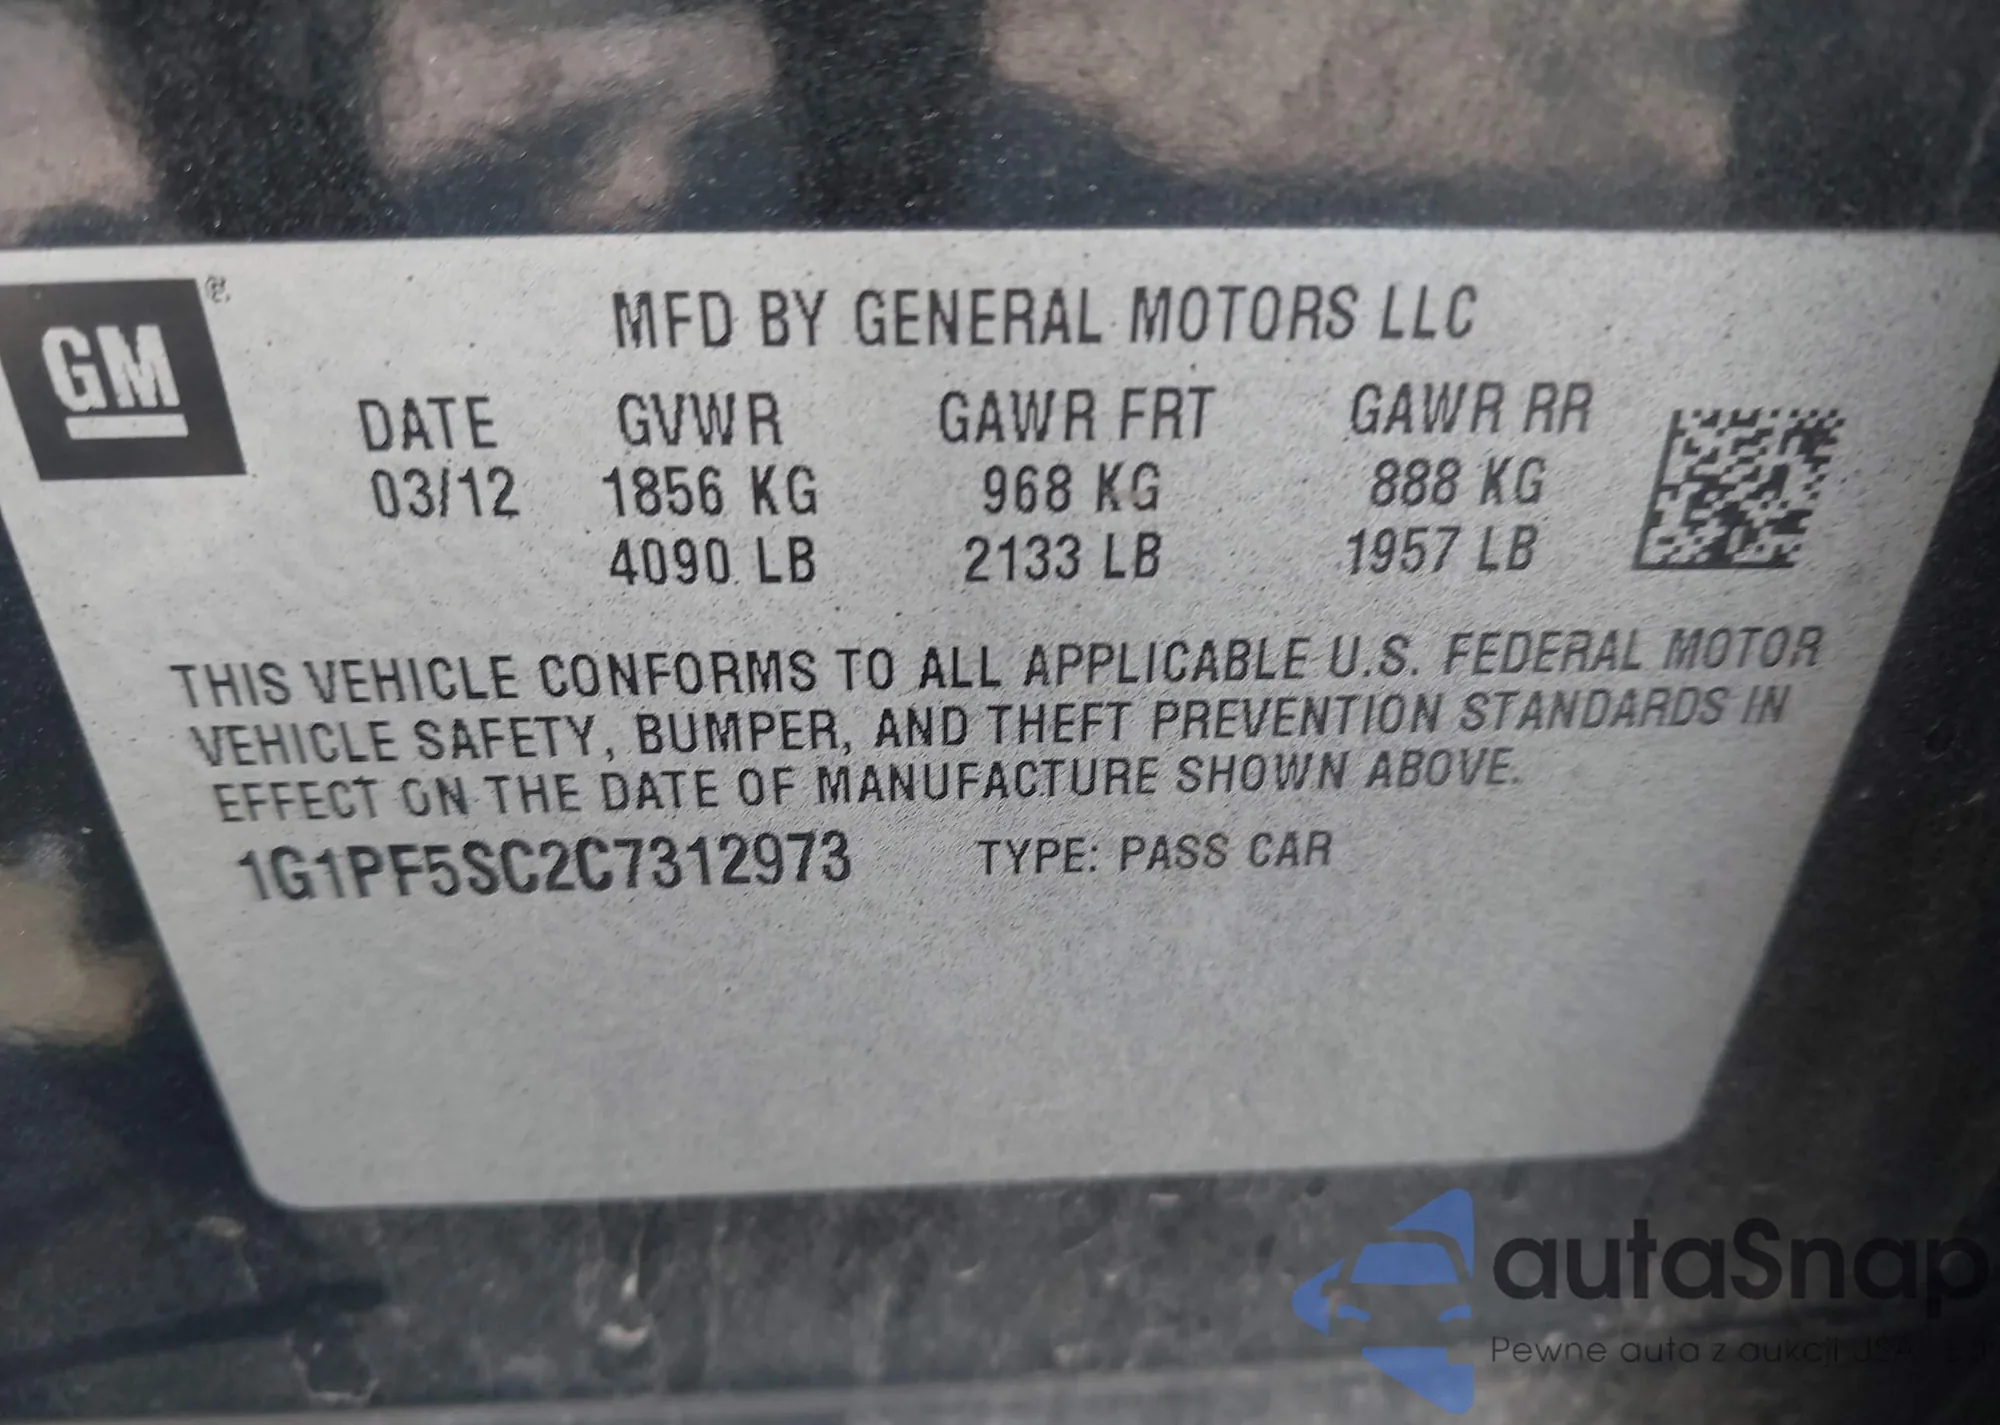 GM ®
MFD BY GENERAL MOTORS LLC
DATE GVWR GAWR FRT GAWR RR
03/12 1856 KG 968 KG 888 KG
4090 LB 2133 LB 1957 LB
THIS VEHICLE CONFORMS TO ALL APPLICABLE U.S. FEDERAL MOTOR
VEHICLE SAFETY, BUMPER, AND THEFT PREVENTION STANDARDS IN
EFFECT ON THE DATE OF MANUFACTURE SHOWN ABOVE.
1G1PF5SC2C7312973 TYPE: PASS CAR
autaSnap
Pewne auta z aukcji